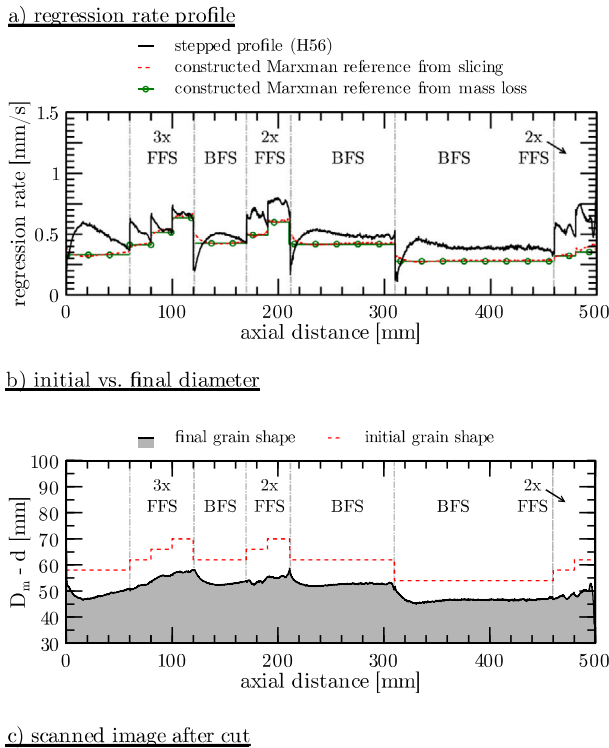 a) regression rate profile
stepped profile (H56)
constructed Marxman reference from slicing
constructed Marxman reference from mass loss
regression rate [mm/s]
1.5
1
0.5
0
3x
FFS
BFS
2x
FFS
BFS
BFS
2x
FFS
0 100 200 300 400 500
axial distance [mm]
b) initial vs. final diameter
final grain shape
initial grain shape
D_m - d [mm]
100
90
80
70
60
50
40
30
3x
FFS
BFS
2x
FFS
BFS
BFS
2x
FFS
0 100 200 300 400 500
axial distance [mm]
c) scanned image after cut